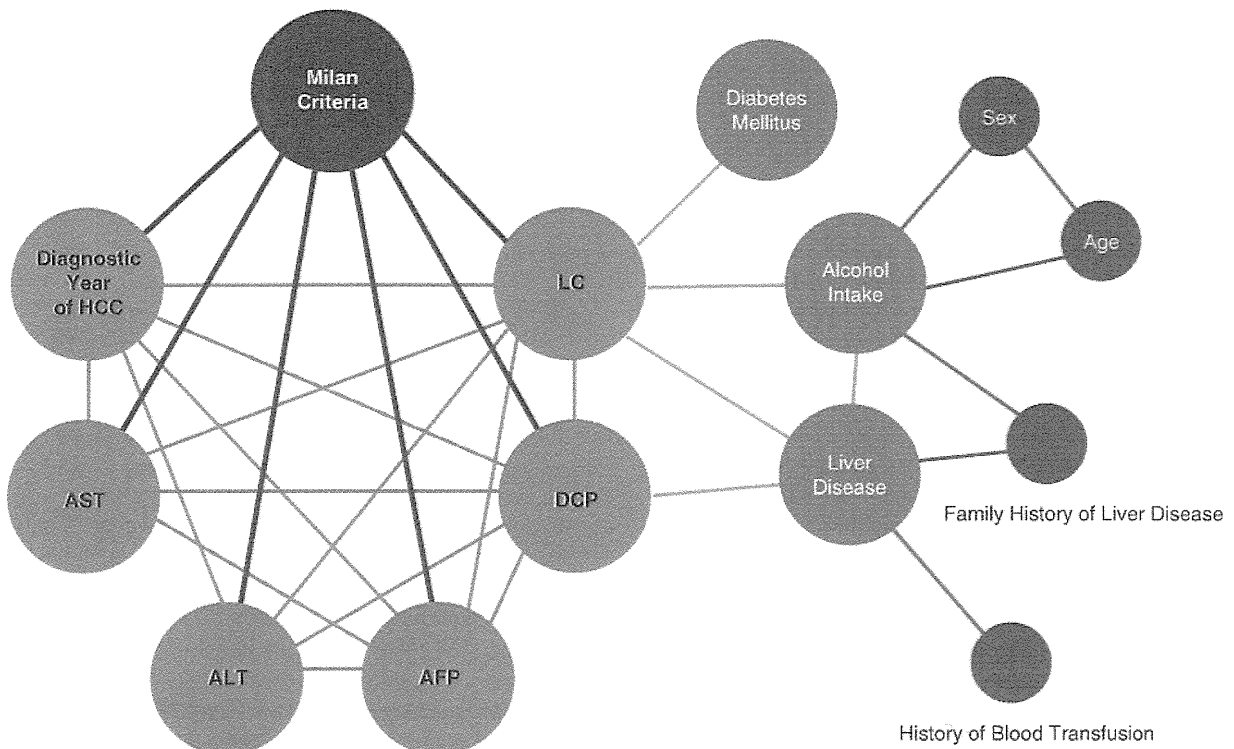 Milan
Criteria
Diabetes
Mellitus
Sex
Age
Diagnostic
Year
of HCC
LC
Alcohol
Intake
AST
DCP
Liver
Disease
Family History of Liver Disease
ALT
AFP
History of Blood Transfusion